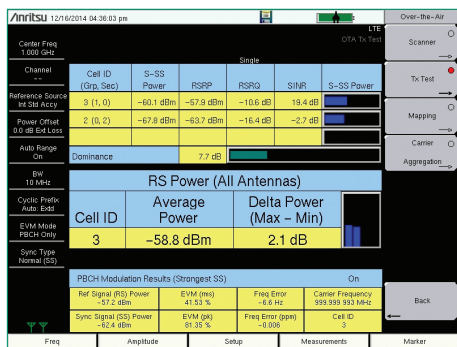 Anritsu 12/16/2014 04:36:03 pm
Over-the-Air
LTE
OTA Tx Test
Center Freq
1.000 GHz
Channel
--
Reference Source
Int Std Accy
Power Offset
0.0 dB Ext Loss
Auto Range
On
BW
10 MHz
Cyclic Prefix
Auto: Extd
EVM Mode
PBCH Only
Sync Type
Normal (SS)
Single
Cell ID S-SS
(Grp, Sec) Power RSRP RSRQ SINR S-SS Power
3 (1, 0) -60.1 dBm -57.9 dBm -10.6 dB 19.4 dB
2 (0, 2) -67.8 dBm -63.7 dBm -16.4 dB -2.7 dB
Dominance 7.7 dB
RS Power (All Antennas)
Average Delta Power
Cell ID Power (Max - Min)
3 -58.8 dBm 2.1 dB
PBCH Modulation Results (Strongest SS) On
Ref Signal (RS) Power EVM (rms) Freq Error Carrier Frequency
-57.2 dBm 41.53 % -6.6 Hz 999.999 993 MHz
Sync Signal (SS) Power EVM (pk) Freq Error (ppm) Cell ID
-62.4 dBm 81.35 % -0.006 3
Scanner
Tx Test
Mapping
Carrier
Aggregation
Back
Freq Amplitude Setup Measurements Marker